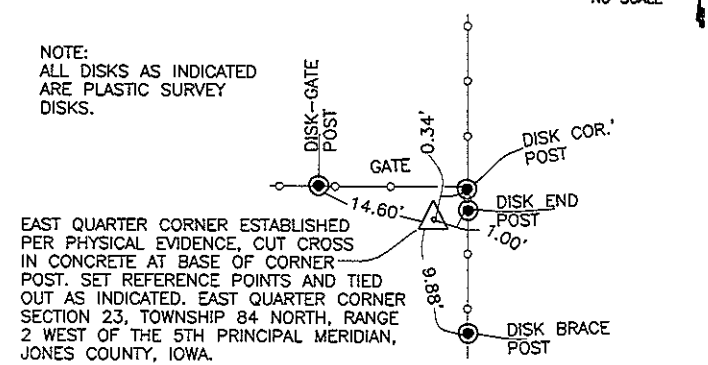 NO SCALE
NOTE:
ALL DISKS AS INDICATED
ARE PLASTIC SURVEY
DISKS.
DISK-GATE
POST
GATE
0.34'
DISK COR.'
POST
DISK END
POST
14.60'
1.00'
9.88'
DISK BRACE
POST
EAST QUARTER CORNER ESTABLISHED
PER PHYSICAL EVIDENCE, CUT CROSS
IN CONCRETE AT BASE OF CORNER
POST. SET REFERENCE POINTS AND TIED
OUT AS INDICATED. EAST QUARTER CORNER
SECTION 23, TOWNSHIP 84 NORTH, RANGE
2 WEST OF THE 5TH PRINCIPAL MERIDIAN,
JONES COUNTY, IOWA.